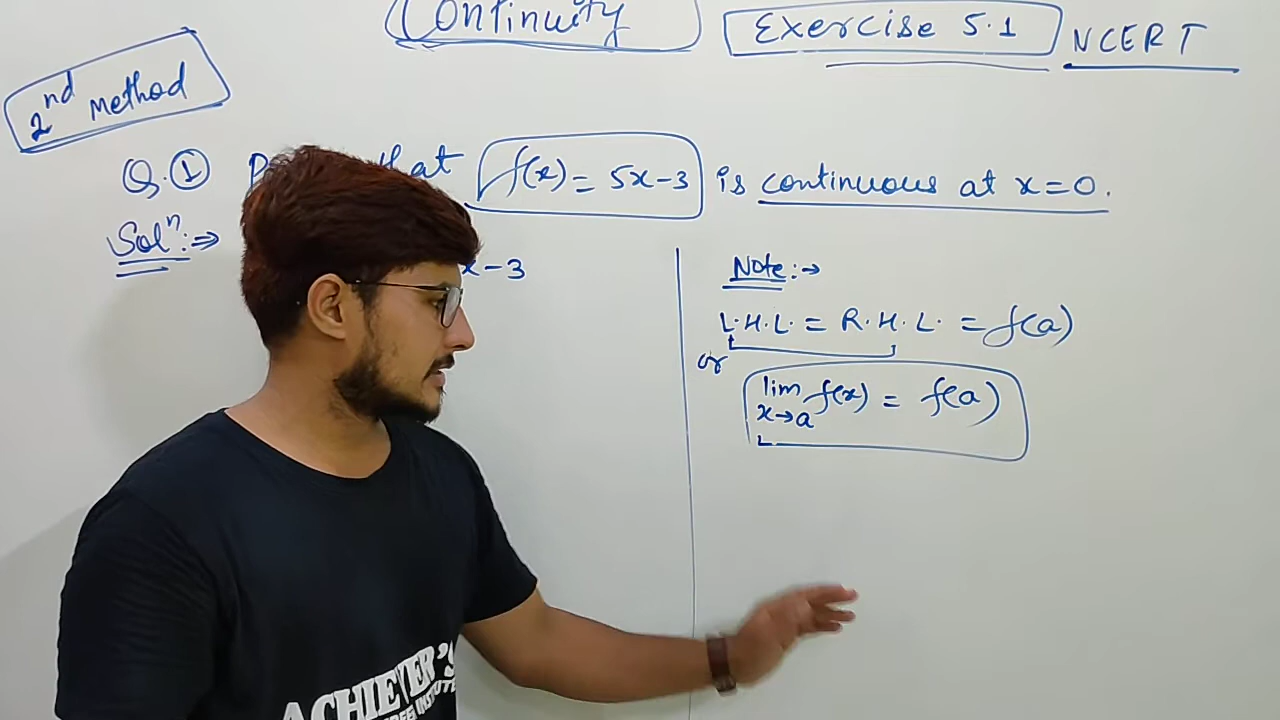 Continuity
Exercise 5.1 NCERT
2nd Method
Q.① that f(x) = 5x-3 is continuous at x=0.
Solⁿ:⇒
x-3
Note:→
L.H.L. = R.H.L. = f(a)
or
lim f(x) = f(a)
x→a
ACHIEVER'S